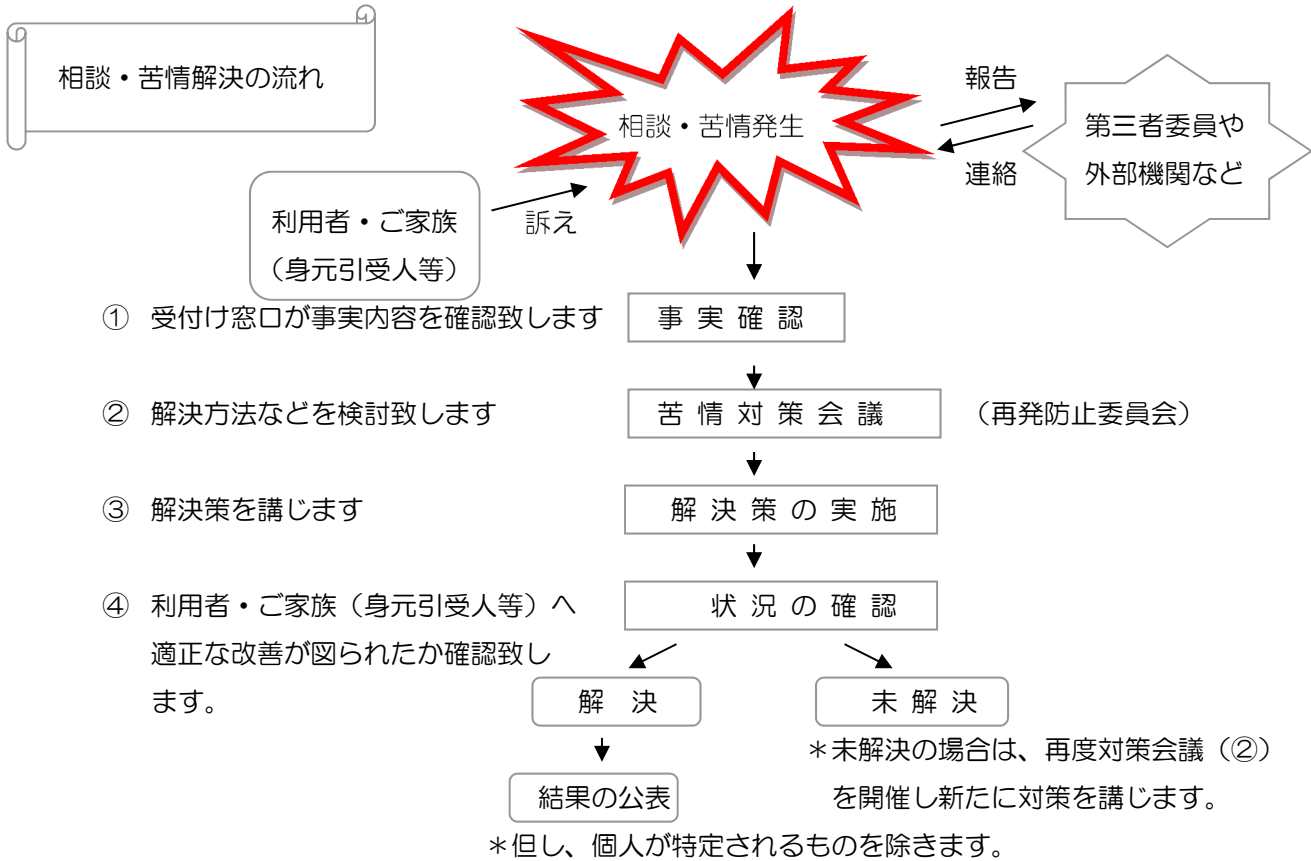 相談・苦情解決の流れ
相談・苦情発生
報告
連絡
第三者委員や
外部機関など
利用者・ご家族
（身元引受人等）
訴え
① 受付け窓口が事実内容を確認致します
事実確認
② 解決方法などを検討致します
苦情対策会議
（再発防止委員会）
③ 解決策を講じます
解決策の実施
④ 利用者・ご家族（身元引受人等）へ
適正な改善が図られたか確認致し
ます。
状況の確認
解　決
未解決
＊未解決の場合は、再度対策会議（②）
を開催し新たに対策を講じます。
結果の公表
＊但し、個人が特定されるものを除きます。